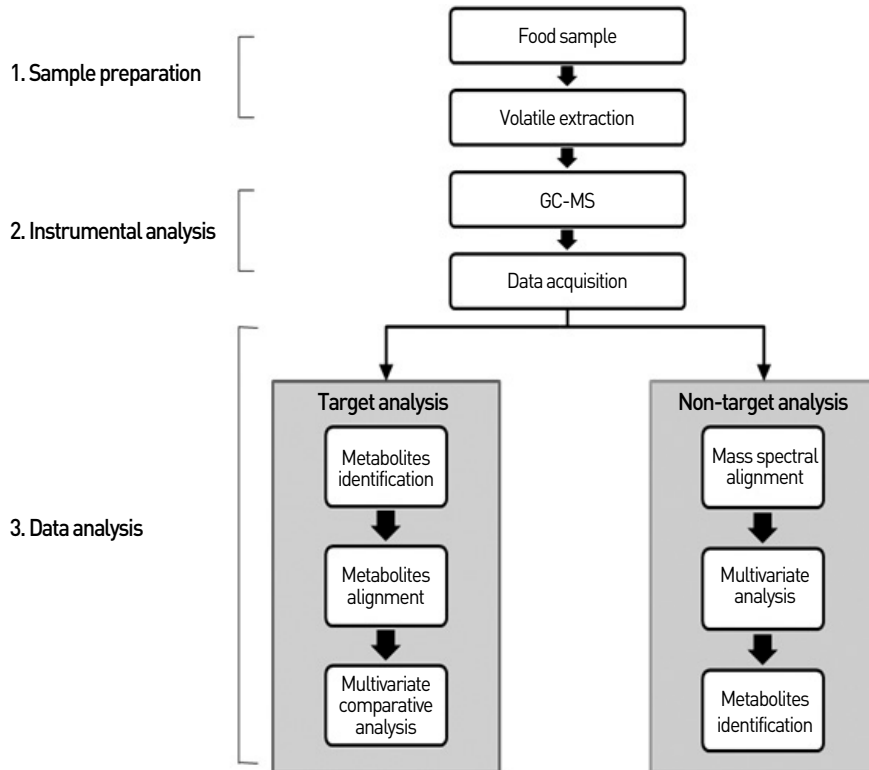 1. Sample preparation
Food sample
Volatile extraction
2. Instrumental analysis
GC-MS
Data acquisition
3. Data analysis
Target analysis
Metabolites
identification
Metabolites
alignment
Multivariate
comparative
analysis
Non-target analysis
Mass spectral
alignment
Multivariate
analysis
Metabolites
identification